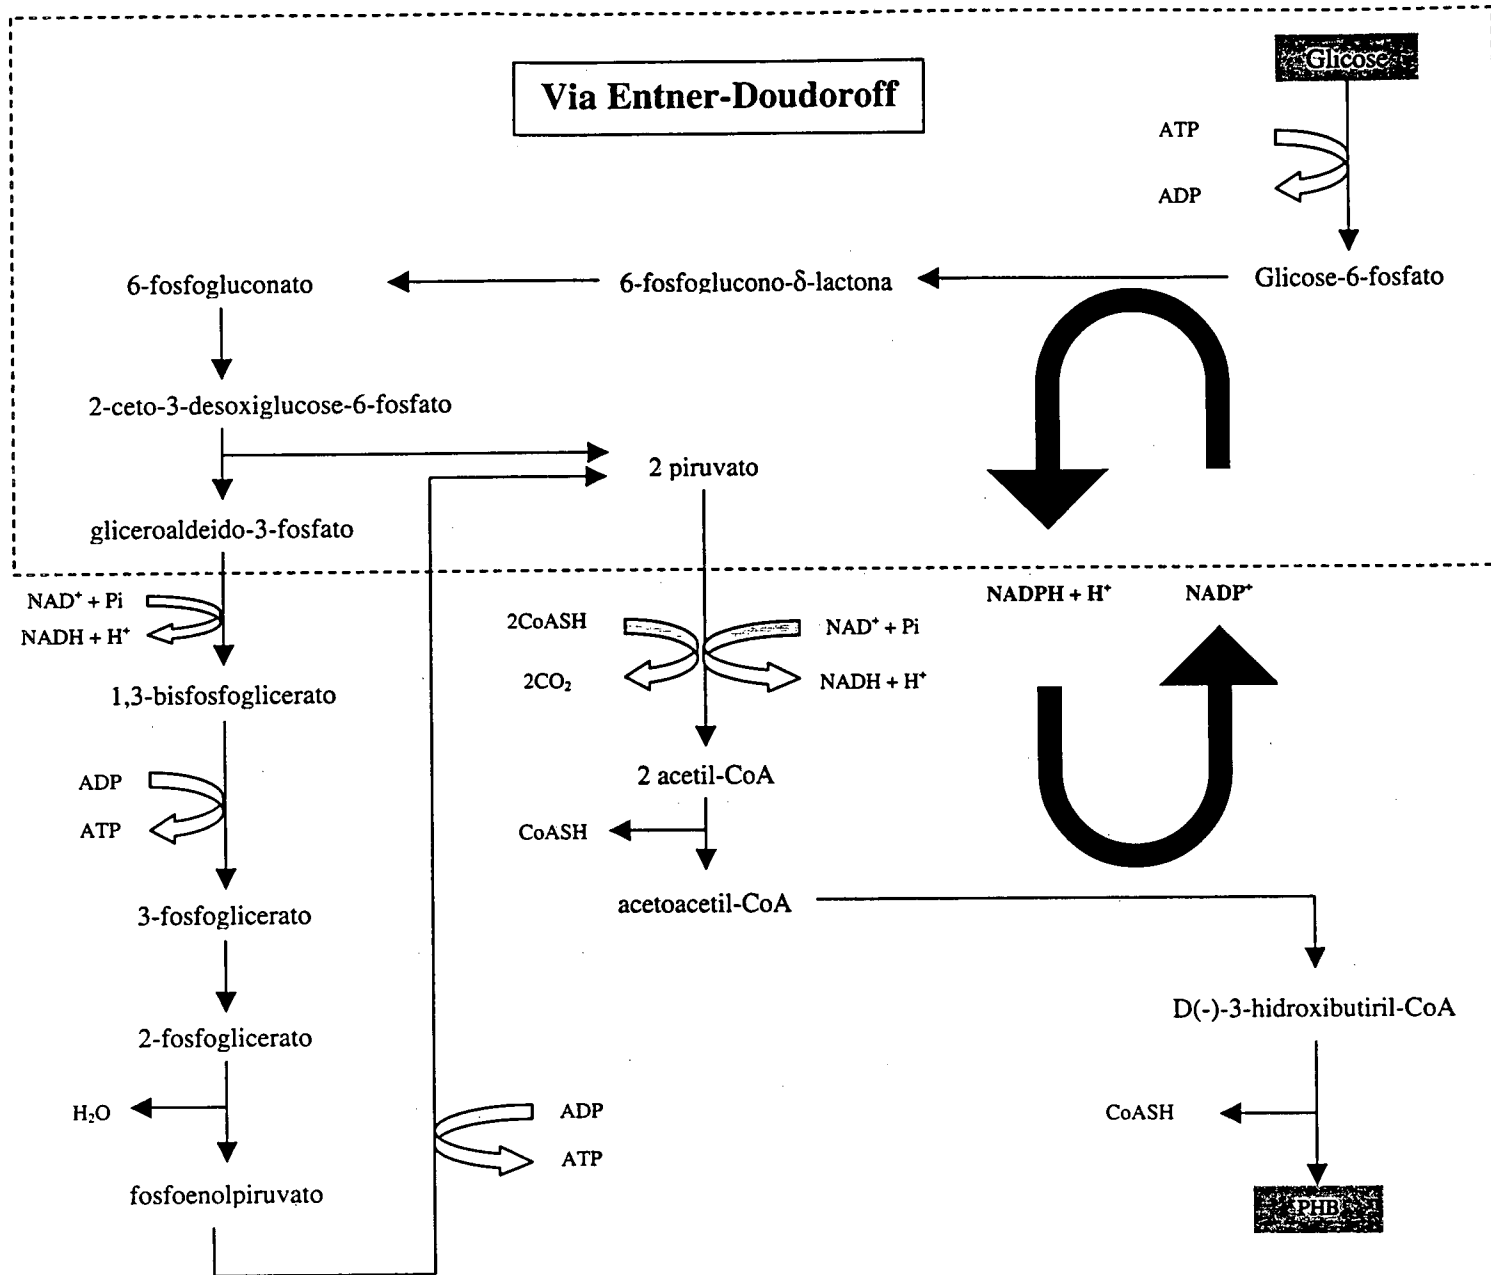 Glicose
Via Entner-Doudoroff
ATP
ADP
6-fosfogluconato
6-fosfoglucono-δ-lactona
Glicose-6-fosfato
2-ceto-3-desoxiglucose-6-fosfato
2 piruvato
gliceroaldeido-3-fosfato
NAD⁺ + Pi
NADH + H⁺
2CoASH
NAD⁺ + Pi
2CO₂
NADH + H⁺
NADPH + H⁺
NADP⁺
1,3-bisfosfoglicerato
ADP
ATP
2 acetil-CoA
CoASH
acetoacetil-CoA
3-fosfoglicerato
D(-)-3-hidroxibutiril-CoA
2-fosfoglicerato
H₂O
ADP
ATP
CoASH
fosfoenolpiruvato
PHB